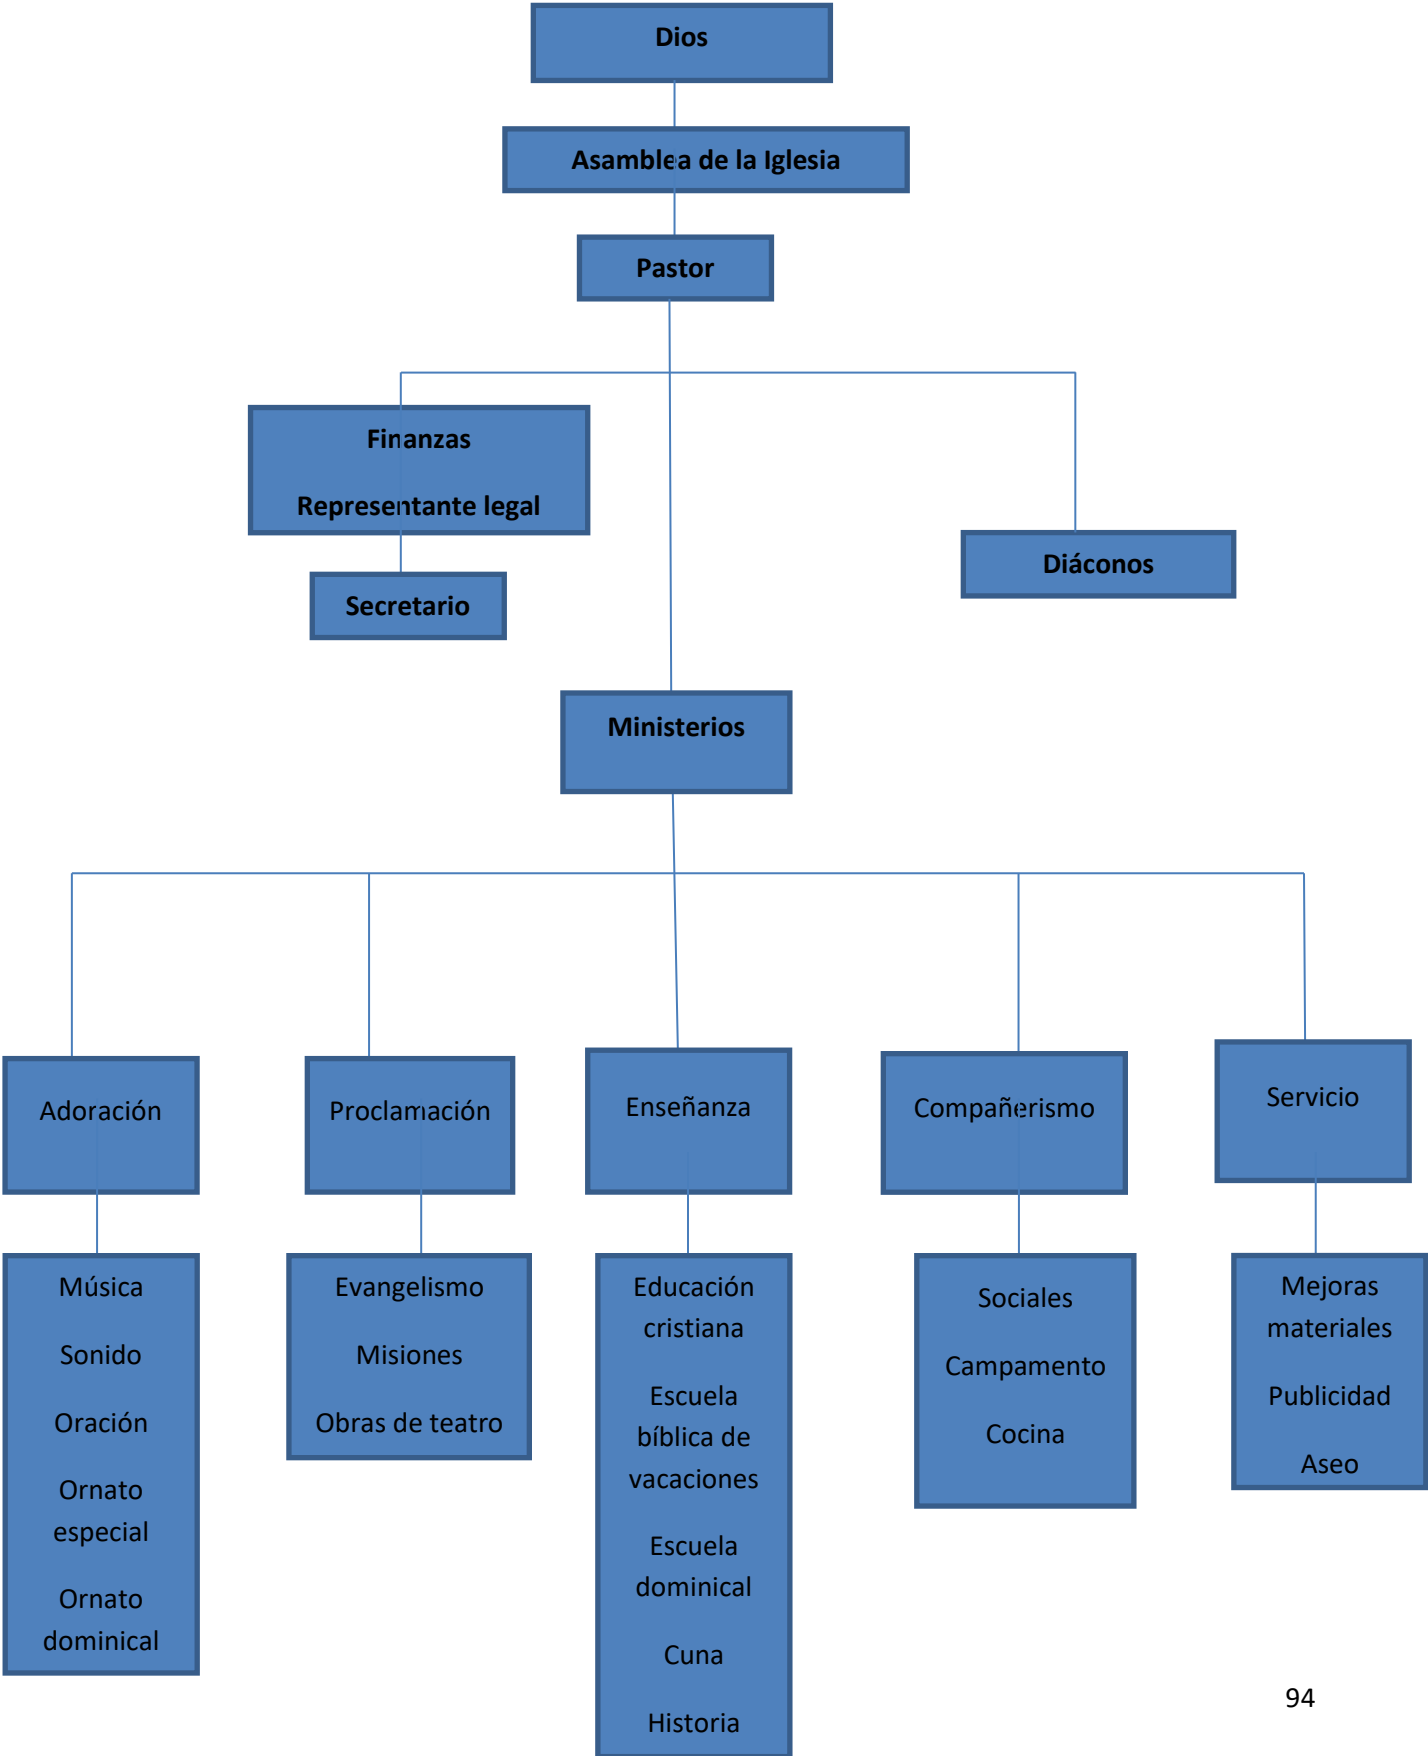 Dios
Asamblea de la Iglesia
Pastor
Finanzas
Representante legal
Diáconos
Secretario
Ministerios
Adoración
Proclamación
Enseñanza
Compañerismo
Servicio
Música
Sonido
Oración
Ornato
especial
Ornato
dominical
Evangelismo
Misiones
Obras de teatro
Educación
cristiana
Escuela
bíblica de
vacaciones
Escuela
dominical
Cuna
Historia
Sociales
Campamento
Cocina
Mejoras
materiales
Publicidad
Aseo
94